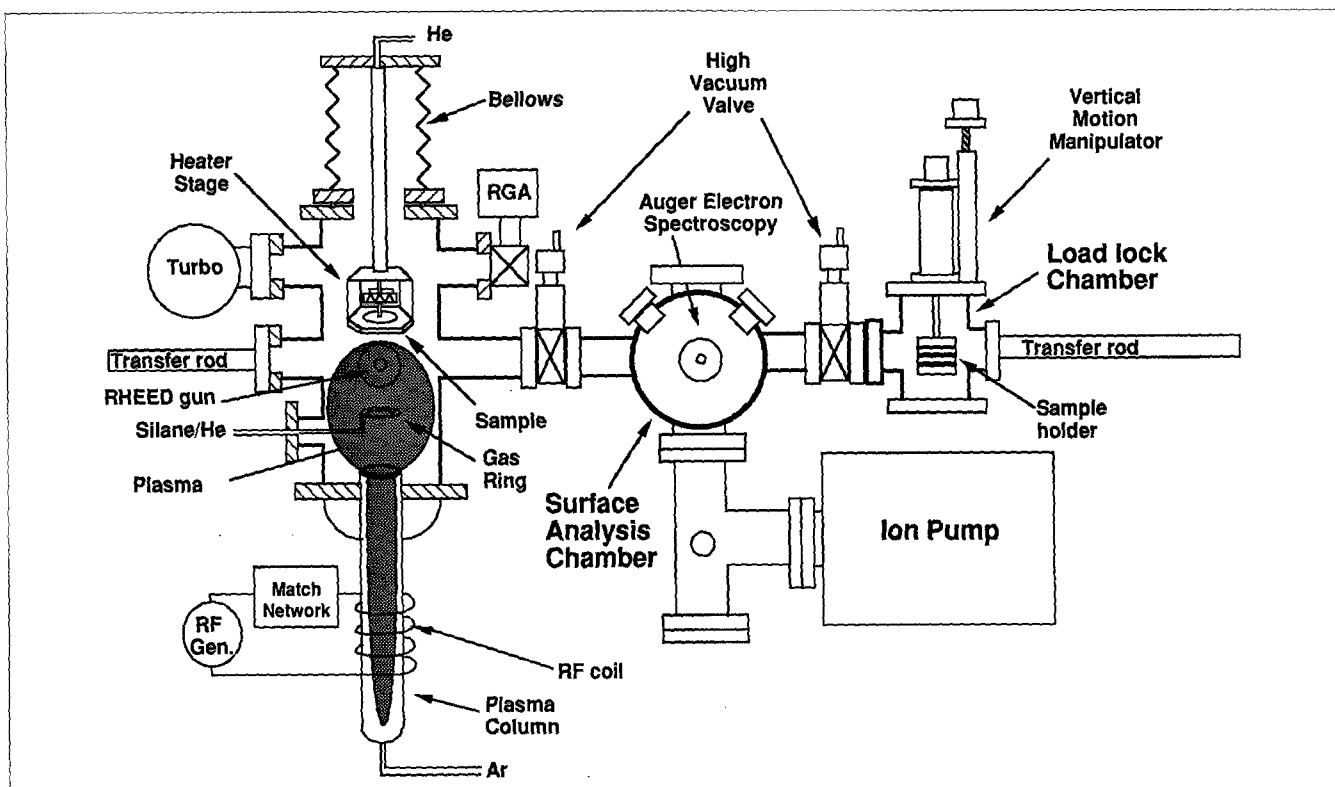 He
High
Vacuum
Valve
Bellows
Vertical
Motion
Manipulator
Heater
Stage
RGA
Auger Electron
Spectroscopy
Turbo
Load lock
Chamber
Transfer rod
Transfer rod
RHEED gun
Sample
Sample
holder
Silane/He
Gas
Ring
Plasma
Surface
Analysis
Chamber
Ion Pump
Match
Network
RF
Gen.
RF coil
Plasma
Column
Ar